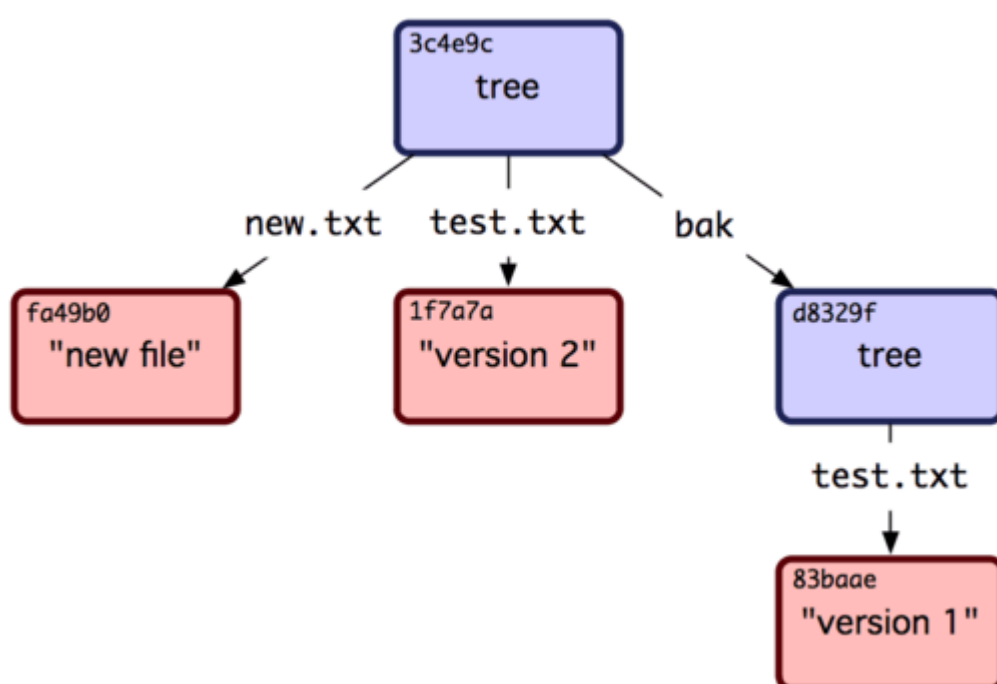 3c4e9c
tree
new.txt
test.txt
bak
fa49b0
"new file"
1f7a7a
"version 2"
d8329f
tree
test.txt
83baae
"version 1"